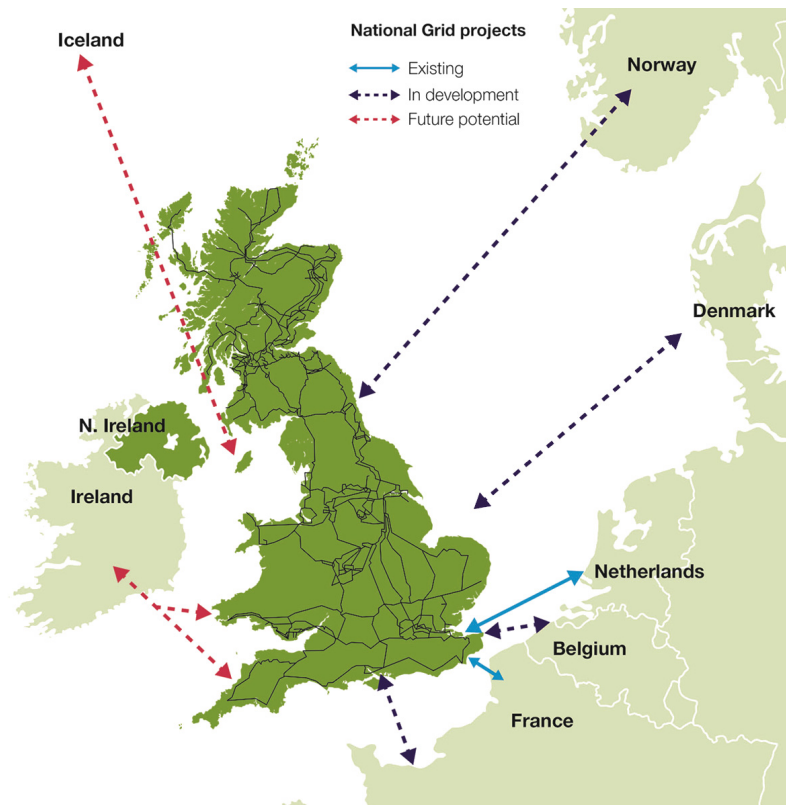 Iceland
National Grid projects
Existing
In development
Future potential
Norway
Denmark
N. Ireland
Ireland
Netherlands
Belgium
France